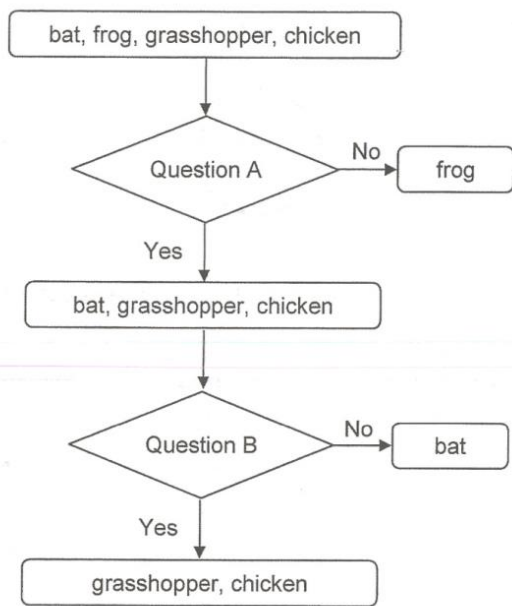 bat, frog, grasshopper, chicken
Question A
No
frog
Yes
bat, grasshopper, chicken
Question B
No
bat
Yes
grasshopper, chicken